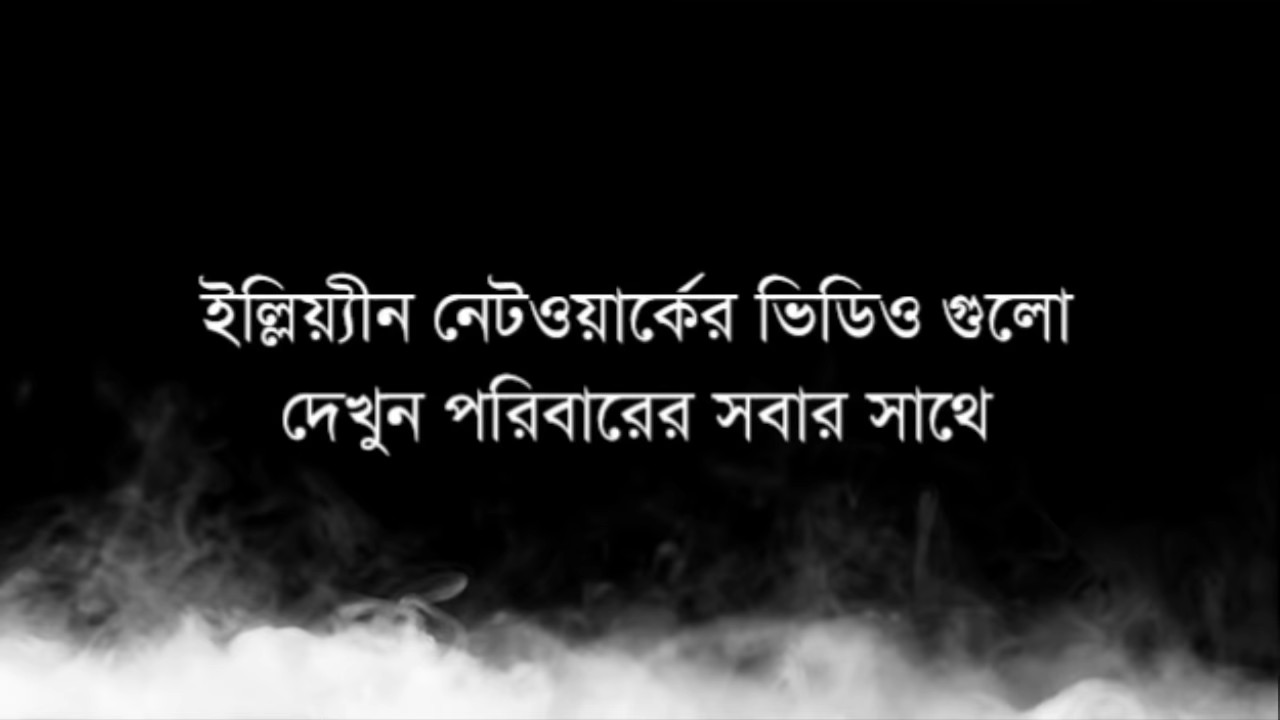 ইল্লিয়্যীন নেটওয়ার্কের ভিডিও গুলো
দেখুন পরিবারের সবার সাথে